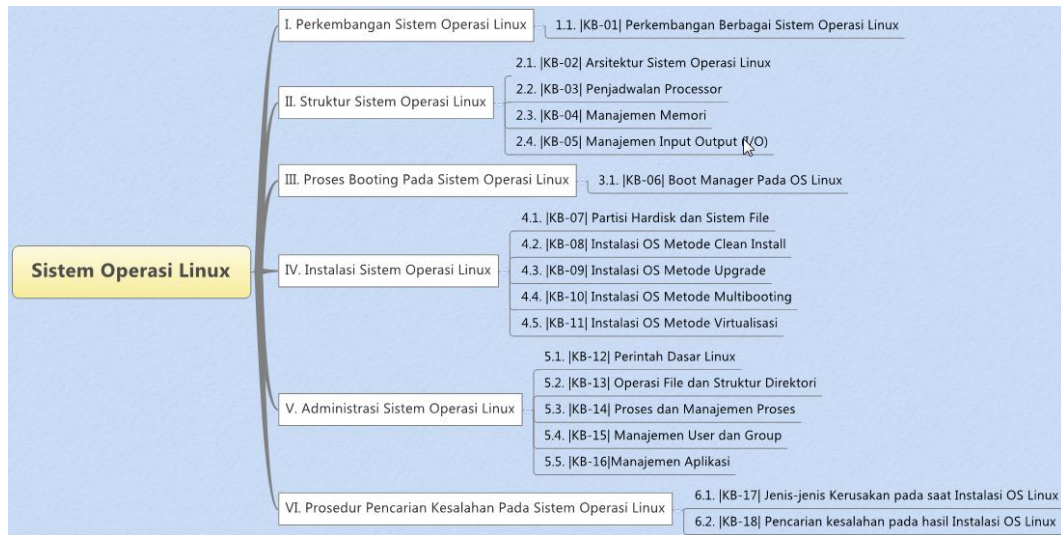 Sistem Operasi Linux
I. Perkembangan Sistem Operasi Linux
1.1. |KB-01| Perkembangan Berbagai Sistem Operasi Linux
II. Struktur Sistem Operasi Linux
2.1. |KB-02| Arsitektur Sistem Operasi Linux
2.2. |KB-03| Penjadwalan Processor
2.3. |KB-04| Manajemen Memori
2.4. |KB-05| Manajemen Input Output (I/O)
III. Proses Booting Pada Sistem Operasi Linux
3.1. |KB-06| Boot Manager Pada OS Linux
IV. Instalasi Sistem Operasi Linux
4.1. |KB-07| Partisi Hardisk dan Sistem File
4.2. |KB-08| Instalasi OS Metode Clean Install
4.3. |KB-09| Instalasi OS Metode Upgrade
4.4. |KB-10| Instalasi OS Metode Multibooting
4.5. |KB-11| Instalasi OS Metode Virtualisasi
V. Administrasi Sistem Operasi Linux
5.1. |KB-12| Perintah Dasar Linux
5.2. |KB-13| Operasi File dan Struktur Direktori
5.3. |KB-14| Proses dan Manajemen Proses
5.4. |KB-15| Manajemen User dan Group
5.5. |KB-16|Manajemen Aplikasi
VI. Prosedur Pencarian Kesalahan Pada Sistem Operasi Linux
6.1. |KB-17| Jenis-jenis Kerusakan pada saat Instalasi OS Linux
6.2. |KB-18| Pencarian kesalahan pada hasil Instalasi OS Linux